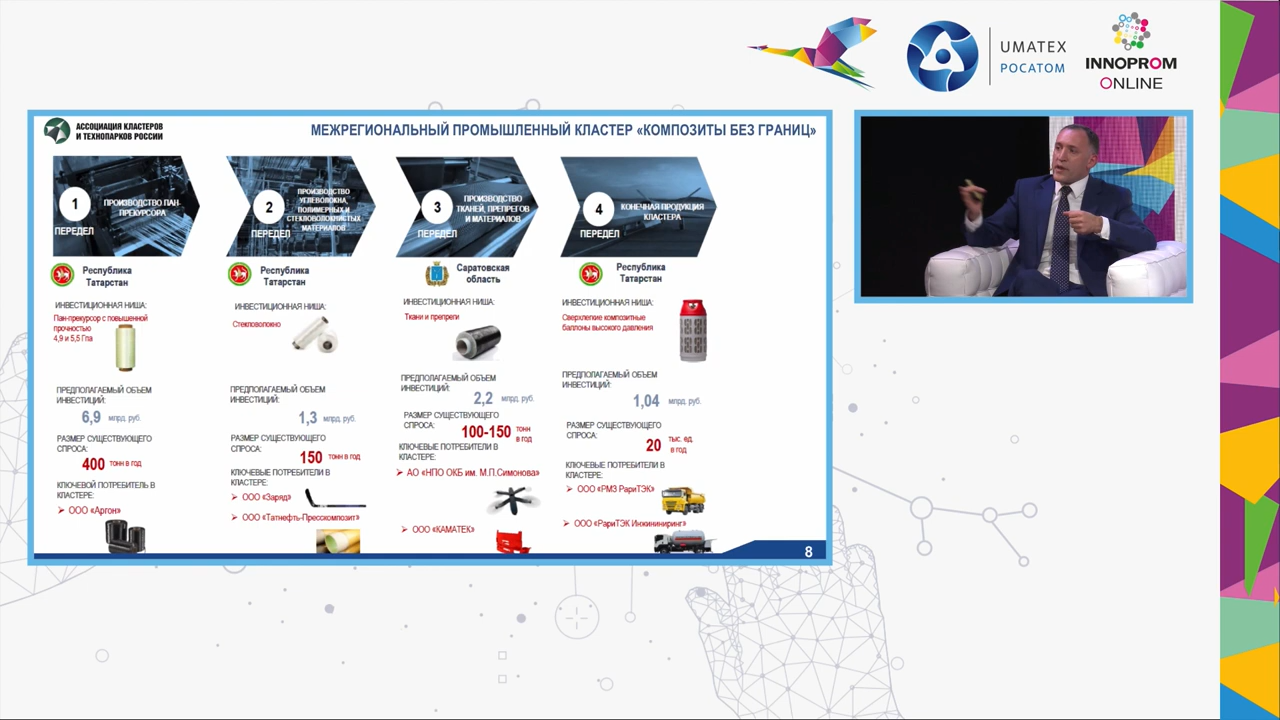 UMATEX
РОСАТОМ
INNOPROM
ONLINE
АССОЦИАЦИЯ КЛАСТЕРОВ
И ТЕХНОПАРКОВ РОССИИ
МЕЖРЕГИОНАЛЬНЫЙ ПРОМЫШЛЕННЫЙ КЛАСТЕР «КОМПОЗИТЫ БЕЗ ГРАНИЦ»
1
ПЕРЕДЕЛ
ПРОИЗВОДСТВО ПАН-
ПРЕКУРСОРА
Республика
Татарстан
ИНВЕСТИЦИОННАЯ НИША:
Пан-прекурсор с повышенной
прочностью
4,9 и 5,5 Гпа
ПРЕДПОЛАГАЕМЫЙ ОБЪЕМ
ИНВЕСТИЦИЙ:
6,9 млрд. руб.
РАЗМЕР СУЩЕСТВУЮЩЕГО
СПРОСА:
400 тонн в год
КЛЮЧЕВОЙ ПОТРЕБИТЕЛЬ В
КЛАСТЕРЕ:
ООО «Аргон»
2
ПЕРЕДЕЛ
ПРОИЗВОДСТВО
УГЛЕВОЛОКНА,
ПОЛИМЕРНЫХ И
СТЕКЛОВОЛОКНИСТЫХ
МАТЕРИАЛОВ
Республика
Татарстан
ИНВЕСТИЦИОННАЯ НИША:
Стекловолокно
ПРЕДПОЛАГАЕМЫЙ ОБЪЕМ
ИНВЕСТИЦИЙ:
1,3 млрд. руб.
РАЗМЕР СУЩЕСТВУЮЩЕГО
СПРОСА:
150 тонн в год
КЛЮЧЕВЫЕ ПОТРЕБИТЕЛИ В
КЛАСТЕРЕ:
ООО «Заряд»
ООО «Татнефть-Пресскомпозит»
3
ПЕРЕДЕЛ
ПРОИЗВОДСТВО
ТКАНЕЙ, ПРЕПРЕГОВ
И МАТЕРИАЛОВ
Саратовская
область
ИНВЕСТИЦИОННАЯ НИША:
Ткани и препреги
ПРЕДПОЛАГАЕМЫЙ ОБЪЕМ
ИНВЕСТИЦИЙ:
2,2 млрд. руб.
РАЗМЕР СУЩЕСТВУЮЩЕГО
СПРОСА:
100-150 тонн
в год
КЛЮЧЕВЫЕ ПОТРЕБИТЕЛИ В
КЛАСТЕРЕ:
АО «НПО ОКБ им. М.П.Симонова»
ООО «КАМАТЕК»
4
ПЕРЕДЕЛ
КОНЕЧНАЯ ПРОДУКЦИЯ
КЛАСТЕРА
Республика
Татарстан
ИНВЕСТИЦИОННАЯ НИША:
Сверхлегкие композитные
баллоны высокого давления
ПРЕДПОЛАГАЕМЫЙ ОБЪЕМ
ИНВЕСТИЦИЙ:
1,04 млрд. руб.
РАЗМЕР СУЩЕСТВУЮЩЕГО
СПРОСА:
20 тыс. ед
в год
КЛЮЧЕВЫЕ ПОТРЕБИТЕЛИ В
КЛАСТЕРЕ:
ООО «РМЗ РариТЭК»
ООО «РариТЭК Инжиниринг»
8